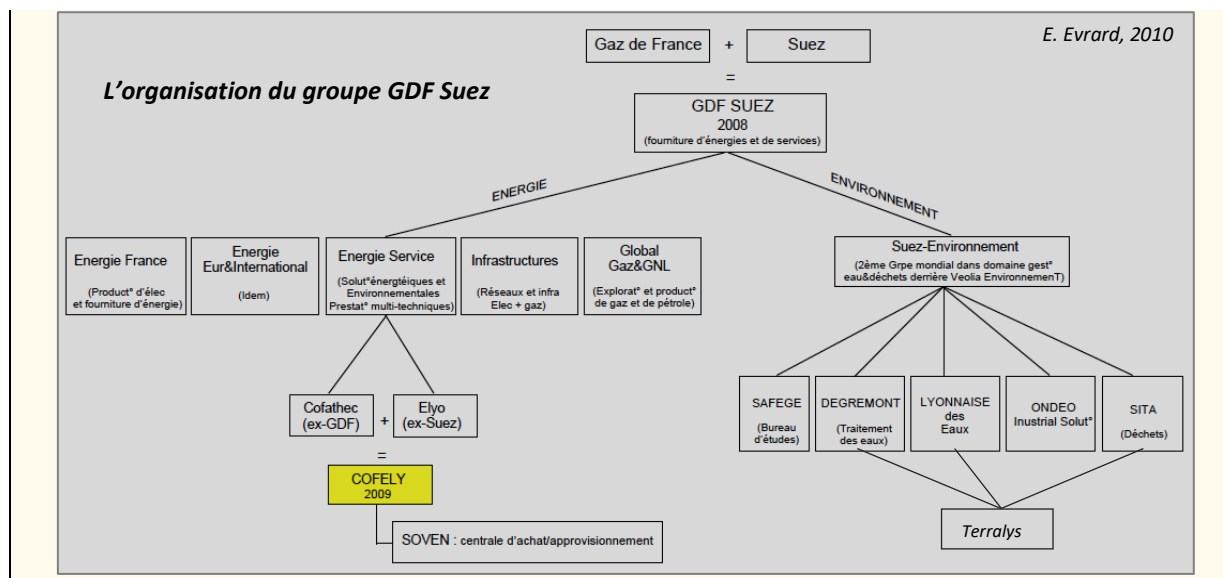 E. Evrard, 2010
Gaz de France + Suez
=
L'organisation du groupe GDF Suez
GDF SUEZ
2008
(fourniture d'énergies et de services)
ENERGIE
ENVIRONNEMENT
Energie France
(Product° d'élec
et fourniture d'énergie)
Energie
Eur&International
(Idem)
Energie Service
(Solut°énergtéiques et
Environnementales
Prestat° multi-techniques)
Infrastructures
(Réseaux et infra
Elec + gaz)
Global
Gaz&GNL
(Explorat° et product°
de gaz et de pétrole)
Suez-Environnement
(2ème Grpe mondial dans domaine gest°
eau&déchets derrière Veolia EnvironnemenT)
Cofathec
(ex-GDF)
+
Elyo
(ex-Suez)
=
COFELY
2009
SOVEN : centrale d'achat/approvisionnement
SAFEGE
(Bureau
d'études)
DEGREMONT
(Traitement
des eaux)
LYONNAISE
des
Eaux
ONDEO
Inustrial Solut°
SITA
(Déchets)
Terralys